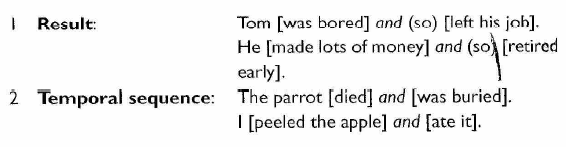 1 Result: Tom [was bored] and (so) [left his job].
He [made lots of money] and (so) [retired
early].
2 Temporal sequence: The parrot [died] and [was buried].
I [peeled the apple] and [ate it].